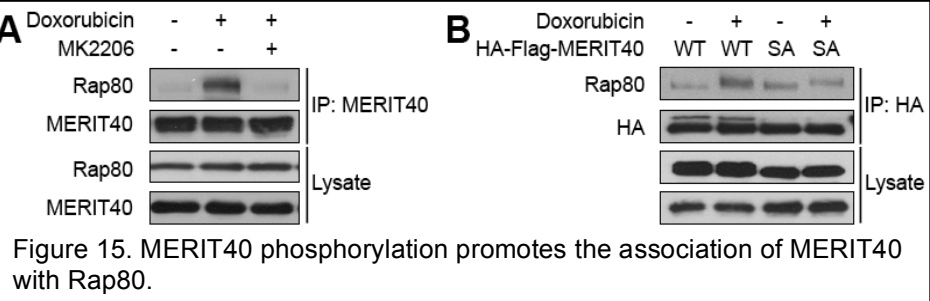 A Doxorubicin - + +
MK2206 - - +
Rap80
MERIT40
IP: MERIT40
Rap80
MERIT40
Lysate
B Doxorubicin - + - +
HA-Flag-MERIT40 WT WT SA SA
Rap80
HA
IP: HA
Lysate
Figure 15. MERIT40 phosphorylation promotes the association of MERIT40
with Rap80.